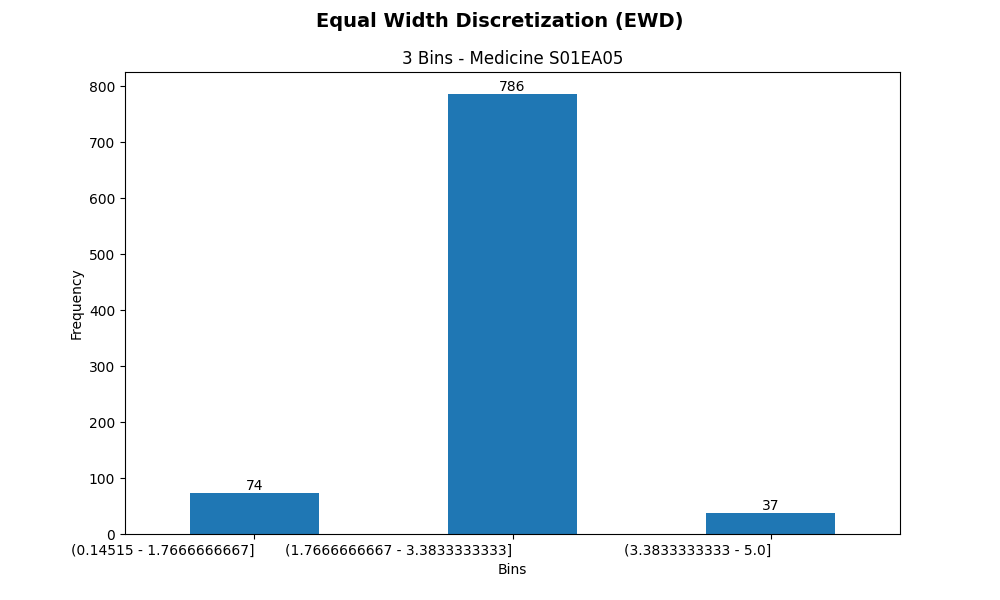 Equal Width Discretization (EWD)
3 Bins - Medicine S01EA05
800
700
600
500
400
300
200
100
0
Frequency
786
74
37
(0.14515 - 1.7666666667]
(1.7666666667 - 3.3833333333]
(3.3833333333 - 5.0]
Bins